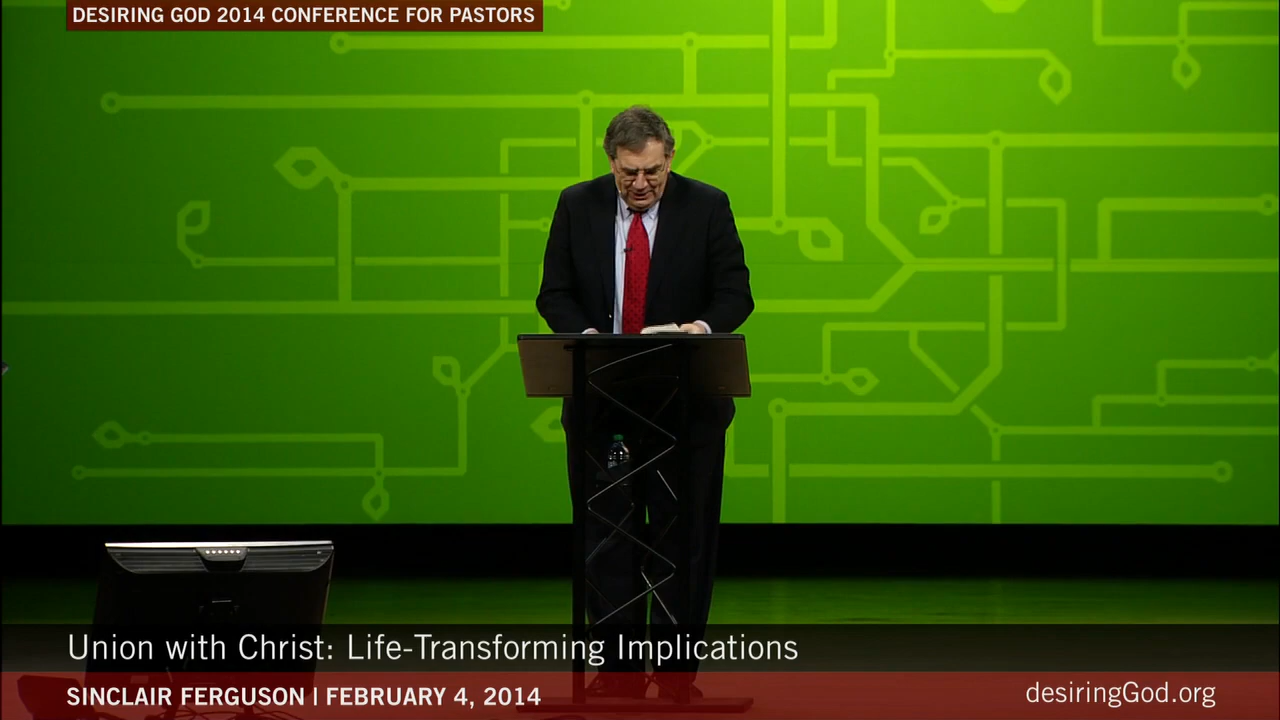 DESIRING GOD 2014 CONFERENCE FOR PASTORS
Union with Christ: Life-Transforming Implications
SINCLAIR FERGUSON | FEBRUARY 4, 2014
desiringGod.org